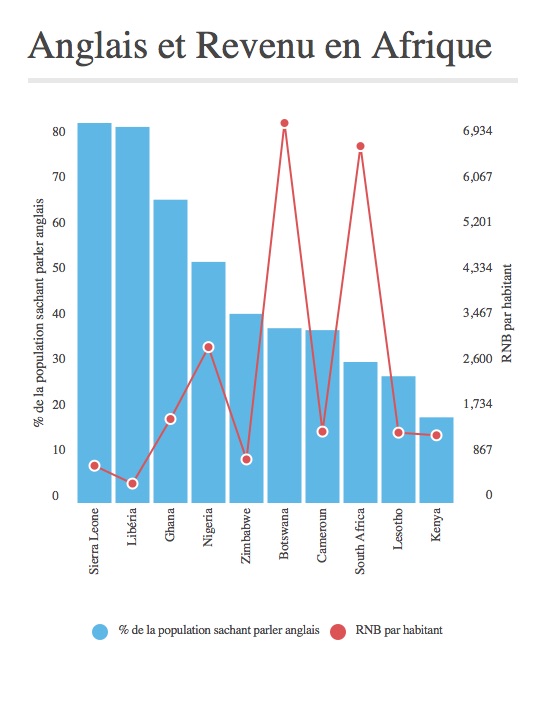 Anglais et Revenu en Afrique
% de la population sachant parler anglais
80
70
60
50
40
30
20
10
0
6,934
6,067
5,201
4,334
3,467
2,600
1,734
867
0
RNB par habitant
Sierra Leone
Libéria
Ghana
Nigeria
Zimbabwe
Botswana
Cameroun
South Africa
Lesotho
Kenya
% de la population sachant parler anglais
RNB par habitant